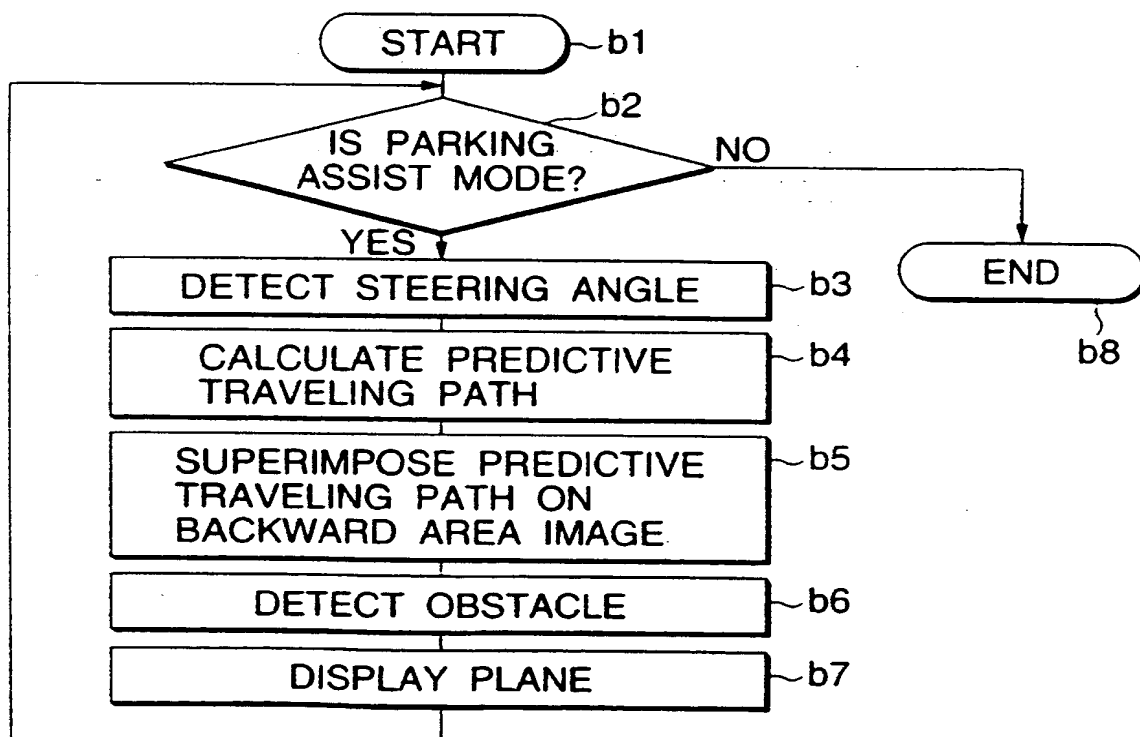 START
b1
b2
IS PARKING
ASSIST MODE?
NO
YES
END
b8
DETECT STEERING ANGLE
b3
CALCULATE PREDICTIVE
TRAVELING PATH
b4
SUPERIMPOSE PREDICTIVE
TRAVELING PATH ON
BACKWARD AREA IMAGE
b5
DETECT OBSTACLE
b6
DISPLAY PLANE
b7